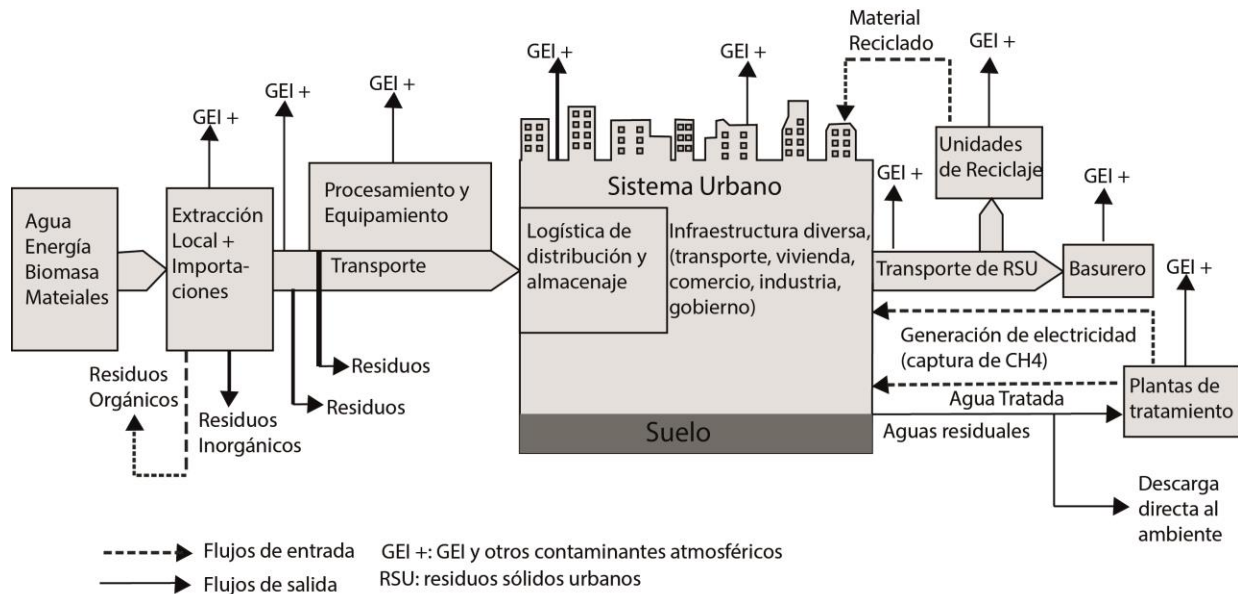 Material
Reciclado
GEI +
GEI +
GEI +
GEI +
GEI +
GEI +
Agua
Energía
Biomasa
Mateiales
Extracción
Local +
Importa-
ciones
Procesamiento y
Equipamiento
Transporte
Sistema Urbano
Logística de
distribución y
almacenaje
Infraestructura diversa,
(transporte, vivienda,
comercio, industria,
gobierno)
Unidades
de Reciclaje
GEI +
GEI +
GEI +
Transporte de RSU
Basurero
Generación de electricidad
(captura de CH4)
Agua Tratada
Plantas de
tratamiento
Aguas residuales
Suelo
Residuos
Orgánicos
Residuos
Inorgánicos
Residuos
Residuos
Descarga
directa al
ambiente
Flujos de entrada
GEI +: GEI y otros contaminantes atmosféricos
Flujos de salida
RSU: residuos sólidos urbanos